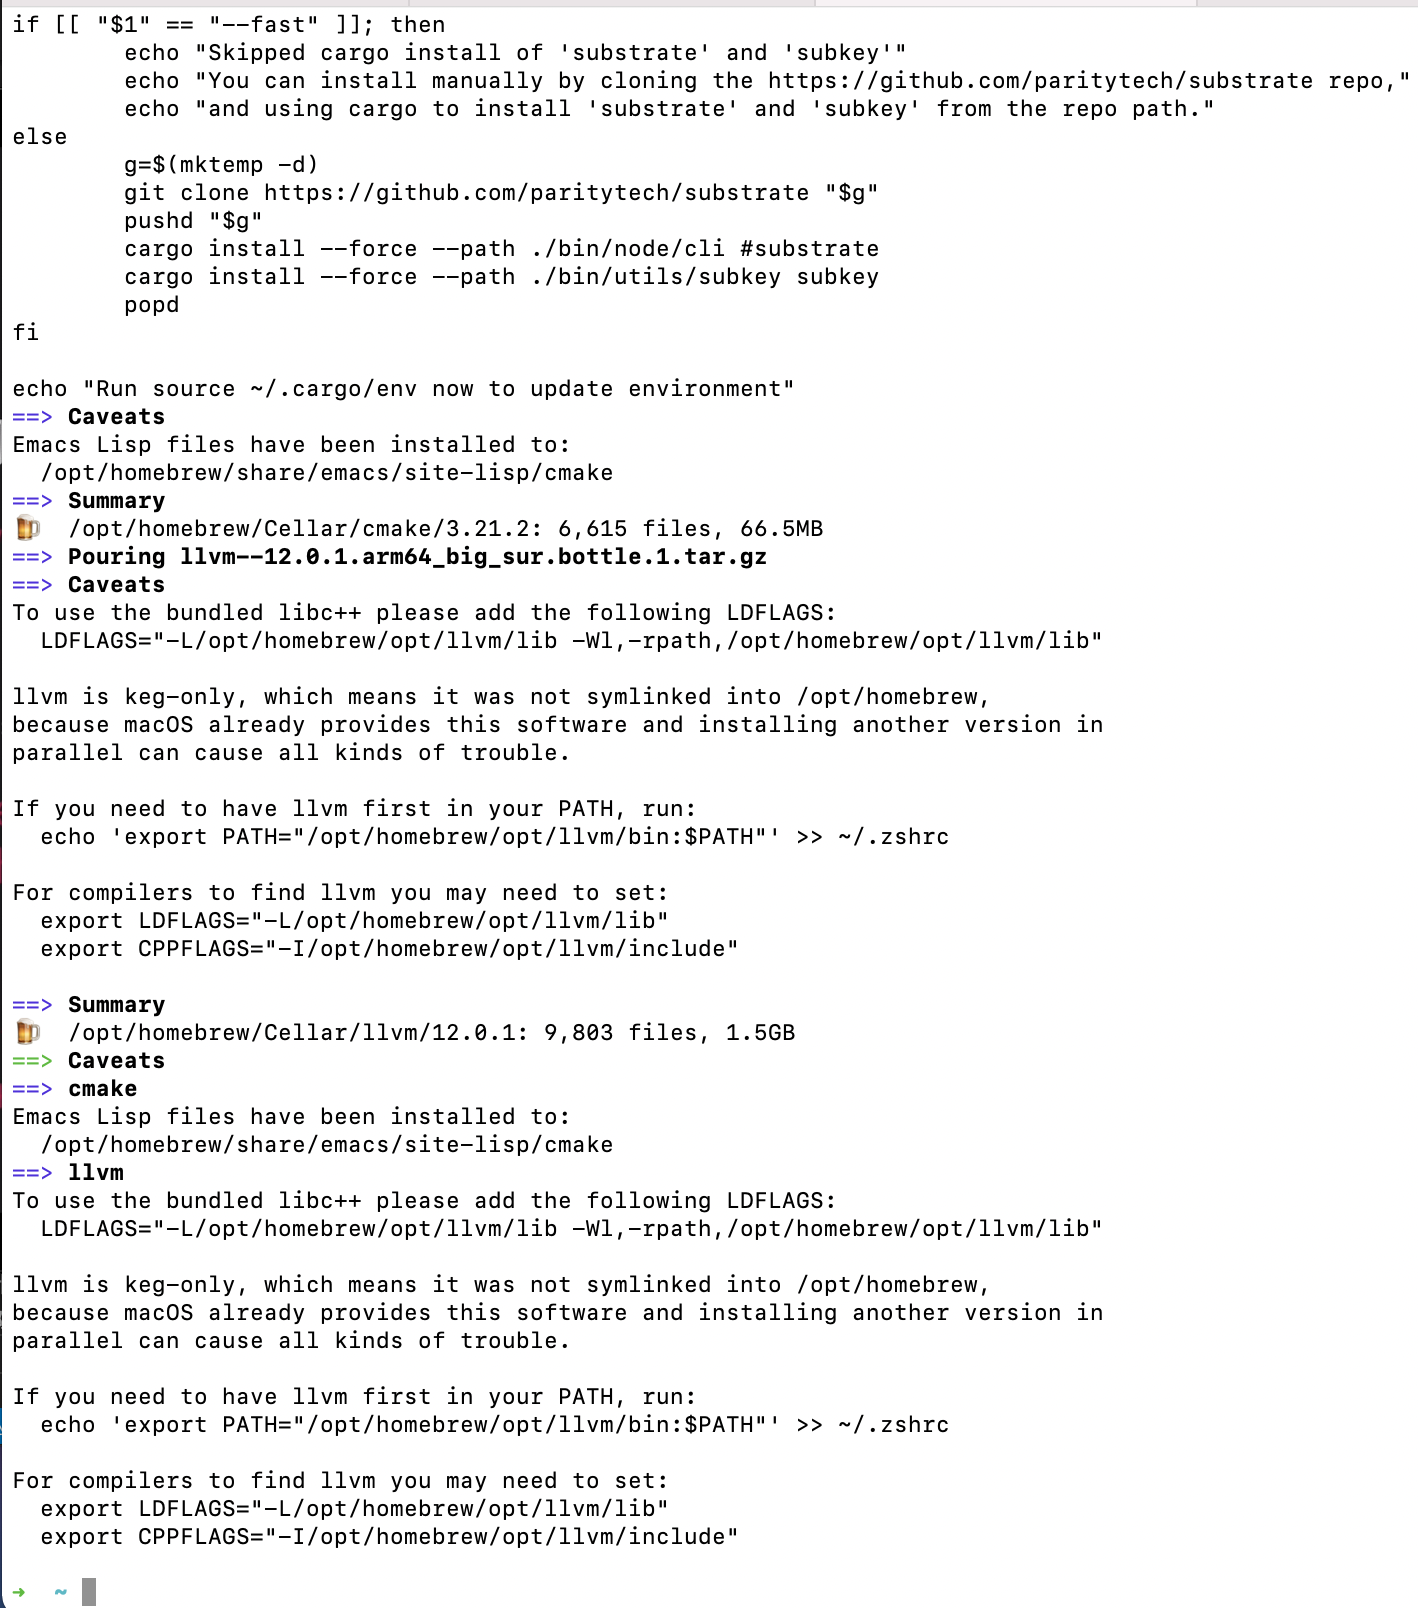 if [[ "$1" == "--fast" ]]; then
        echo "Skipped cargo install of 'substrate' and 'subkey'"
        echo "You can install manually by cloning the https://github.com/paritytech/substrate repo,"
        echo "and using cargo to install 'substrate' and 'subkey' from the repo path."
else
        g=$(mktemp -d)
        git clone https://github.com/paritytech/substrate "$g"
        pushd "$g"
        cargo install --force --path ./bin/node/cli #substrate
        cargo install --force --path ./bin/utils/subkey subkey
        popd
fi

echo "Run source ~/.cargo/env now to update environment"
==> Caveats
Emacs Lisp files have been installed to:
  /opt/homebrew/share/emacs/site-lisp/cmake
==> Summary
🍺  /opt/homebrew/Cellar/cmake/3.21.2: 6,615 files, 66.5MB
==> Pouring llvm--12.0.1.arm64_big_sur.bottle.1.tar.gz
==> Caveats
To use the bundled libc++ please add the following LDFLAGS:
  LDFLAGS="-L/opt/homebrew/opt/llvm/lib -Wl,-rpath,/opt/homebrew/opt/llvm/lib"

llvm is keg-only, which means it was not symlinked into /opt/homebrew,
because macOS already provides this software and installing another version in
parallel can cause all kinds of trouble.

If you need to have llvm first in your PATH, run:
  echo 'export PATH="/opt/homebrew/opt/llvm/bin:$PATH"' >> ~/.zshrc

For compilers to find llvm you may need to set:
  export LDFLAGS="-L/opt/homebrew/opt/llvm/lib"
  export CPPFLAGS="-I/opt/homebrew/opt/llvm/include"

==> Summary
🍺  /opt/homebrew/Cellar/llvm/12.0.1: 9,803 files, 1.5GB
==> Caveats
==> cmake
Emacs Lisp files have been installed to:
  /opt/homebrew/share/emacs/site-lisp/cmake
==> llvm
To use the bundled libc++ please add the following LDFLAGS:
  LDFLAGS="-L/opt/homebrew/opt/llvm/lib -Wl,-rpath,/opt/homebrew/opt/llvm/lib"

llvm is keg-only, which means it was not symlinked into /opt/homebrew,
because macOS already provides this software and installing another version in
parallel can cause all kinds of trouble.

If you need to have llvm first in your PATH, run:
  echo 'export PATH="/opt/homebrew/opt/llvm/bin:$PATH"' >> ~/.zshrc

For compilers to find llvm you may need to set:
  export LDFLAGS="-L/opt/homebrew/opt/llvm/lib"
  export CPPFLAGS="-I/opt/homebrew/opt/llvm/include"

➜  ~